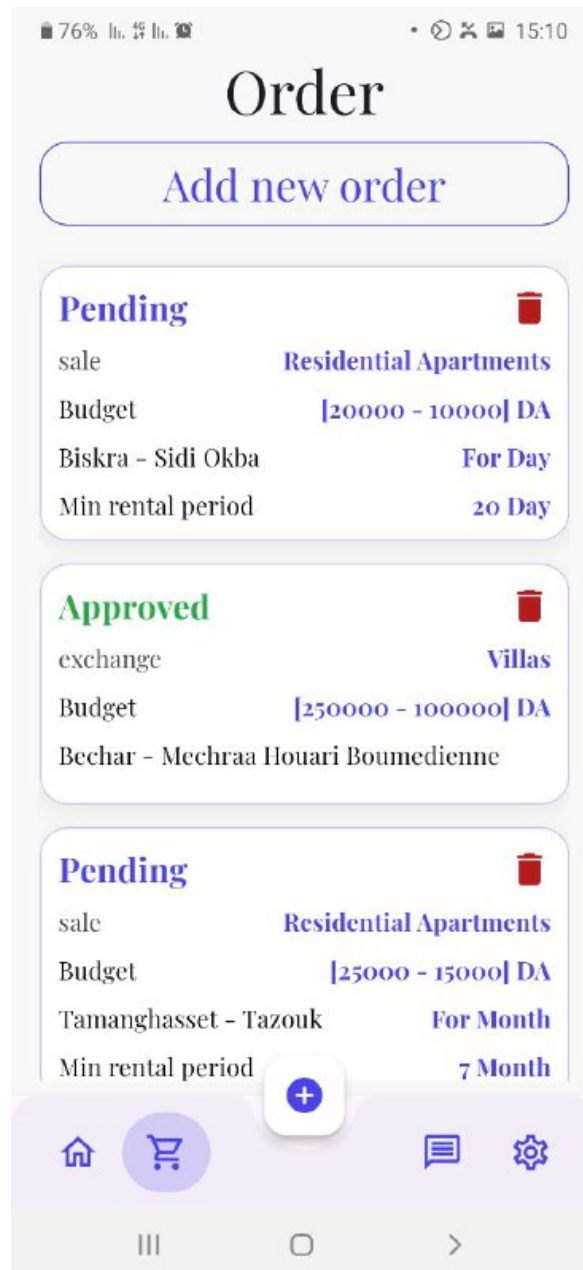 76% 15:10
Order
Add new order
Pending
sale Residential Apartments
Budget [20000 - 10000] DA
Biskra - Sidi Okba For Day
Min rental period 20 Day
Approved
exchange Villas
Budget [250000 - 100000] DA
Bechar - Mechraa Houari Boumedienne
Pending
sale Residential Apartments
Budget [25000 - 15000] DA
Tamanghasset - Tazouk For Month
Min rental period 7 Month